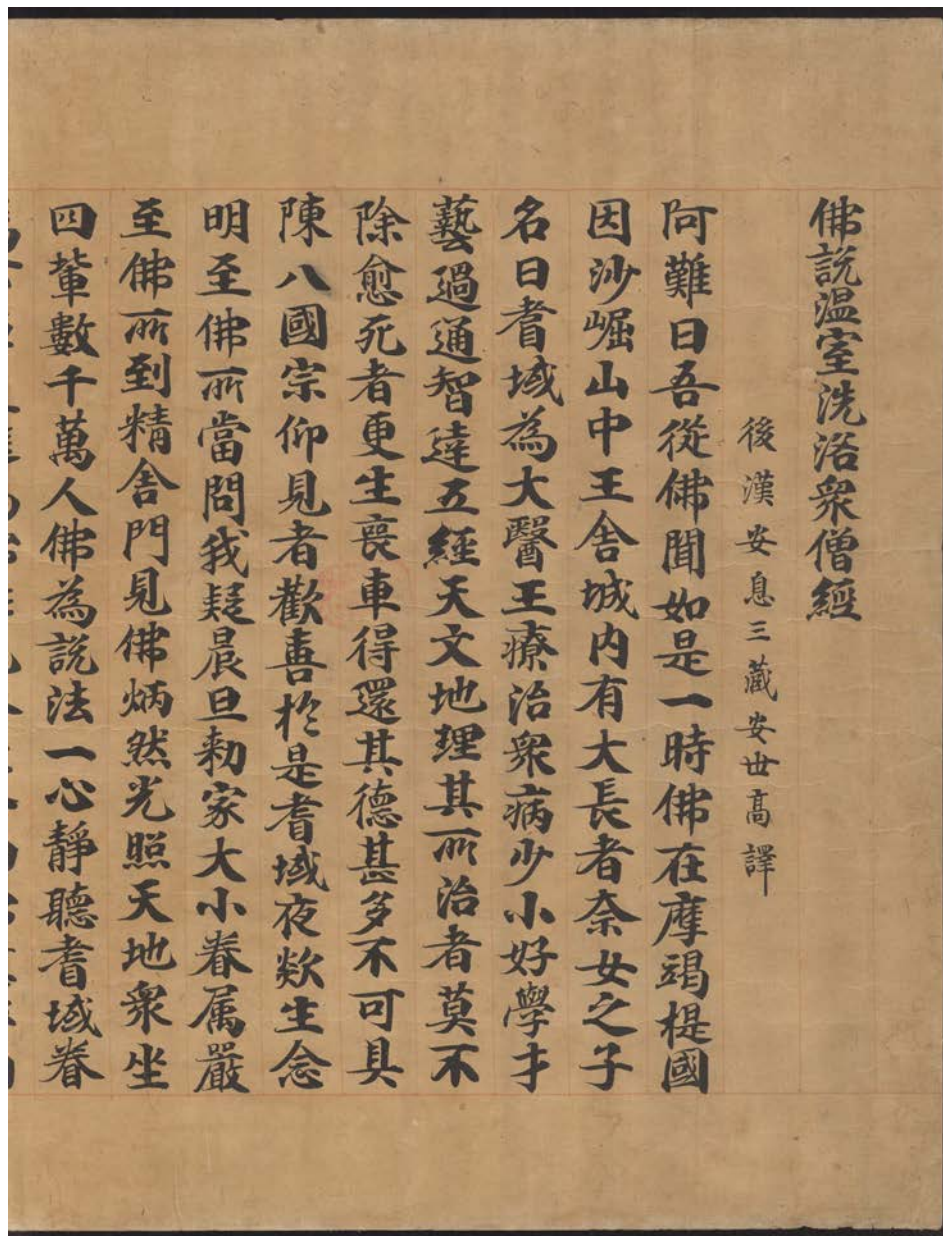 佛説温室洗浴衆僧經
後漢安息三藏安世高譯
阿難曰吾從佛聞如是一時佛在摩竭提國
因沙崛山中王舍城内有大長者奈女之子
名曰耆域為大醫王療治衆病少小好學才
藝過通智達五經天文地理其所治者莫不
除愈死者更生喪車得還其德甚多不可具
陳八國宗仰見者歡喜於是耆域夜欻生念
明至佛所當問我疑晨旦勑家大小眷属嚴
至佛所到精舍門見佛炳然光照天地衆坐
四輩數千萬人佛為説法一心靜聽耆域眷